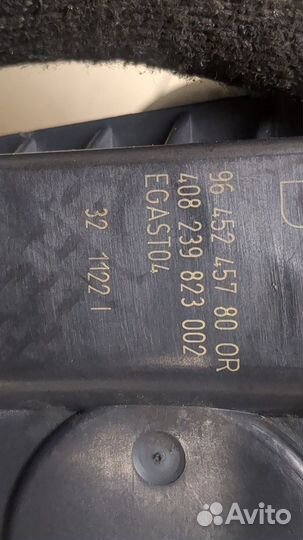 96 452 457 80 0R
408 239 823 002
EGAST04
32 1122 I
Avito